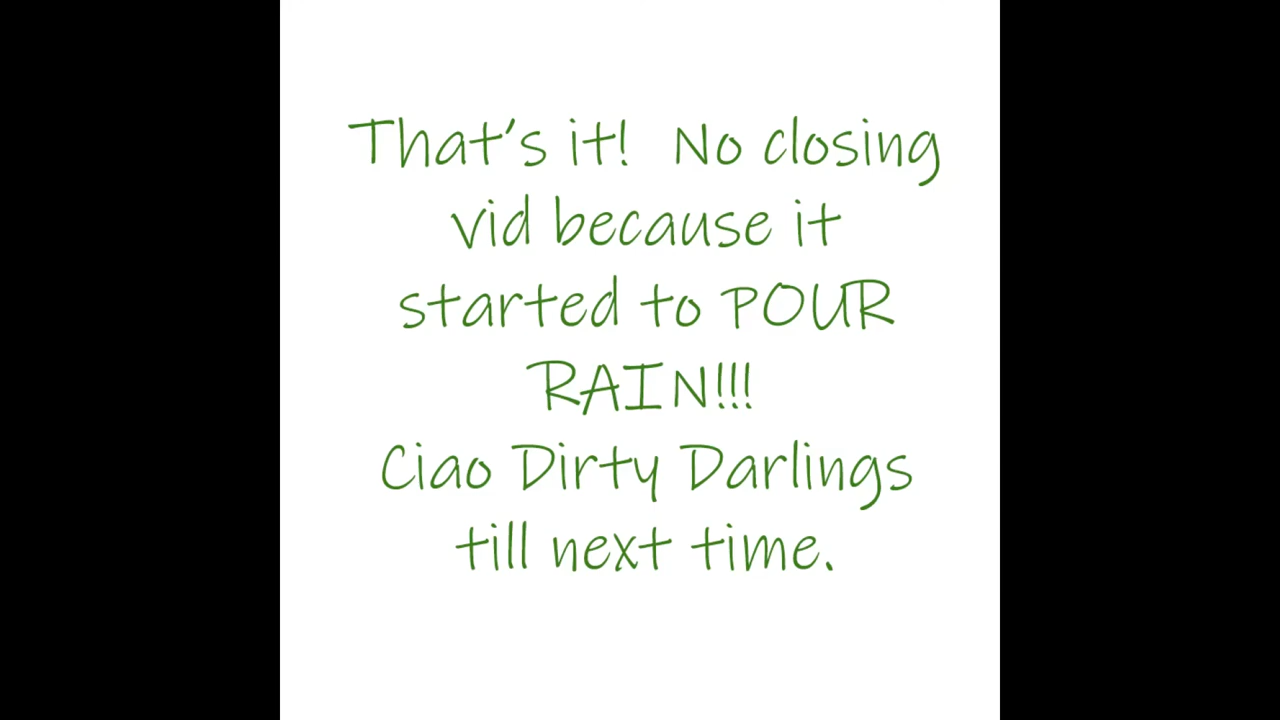 That's it!  No closing
vid because it
started to POUR
RAIN!!!
Ciao Dirty Darlings
till next time.